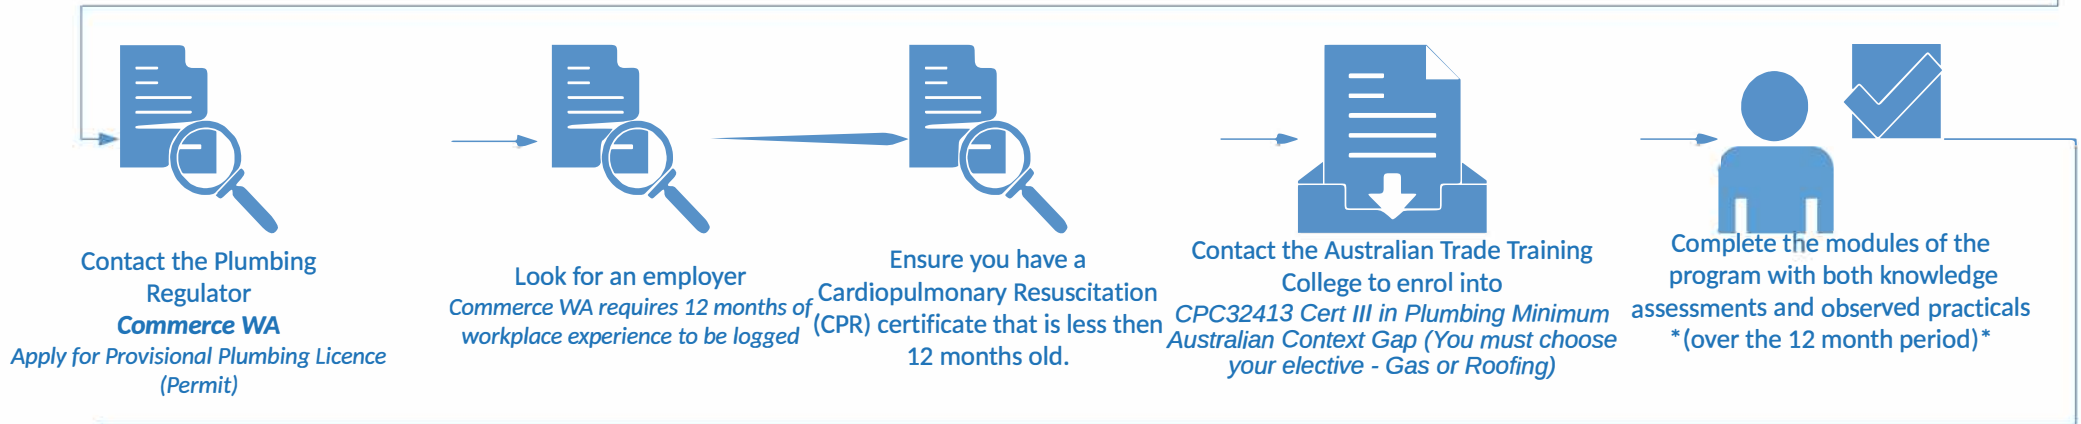 Contact the Plumbing
Regulator
Commerce WA
Apply for Provisional Plumbing Licence
(Permit)
Look for an employer
Commerce WA requires 12 months of
workplace experience to be logged
Ensure you have a
Cardiopulmonary Resuscitation
(CPR) certificate that is less then
12 months old.
Contact the Australian Trade Training
College to enrol into
CPC32413 Cert III in Plumbing Minimum
Australian Context Gap (You must choose
your elective - Gas or Roofing)
Complete the modules of the
program with both knowledge
assessments and observed practicals
*(over the 12 month period)*